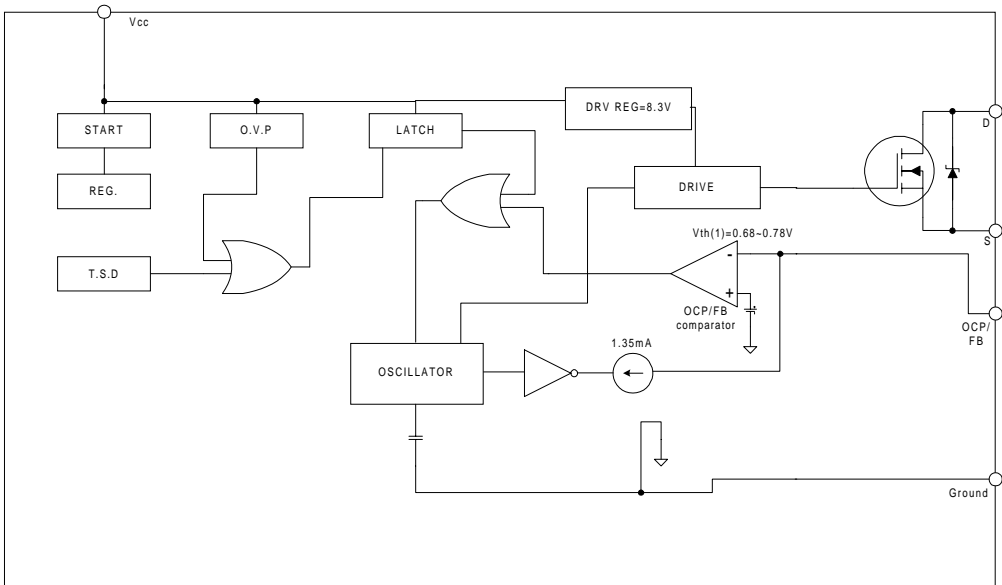 Vcc
START
O.V.P
LATCH
DRV REG=8.3V
D
REG.
DRIVE
S
Vth(1)=0.68~0.78V
T.S.D
-
+
OCP/FB
comparator
OCP/
FB
1.35mA
OSCILLATOR
Ground